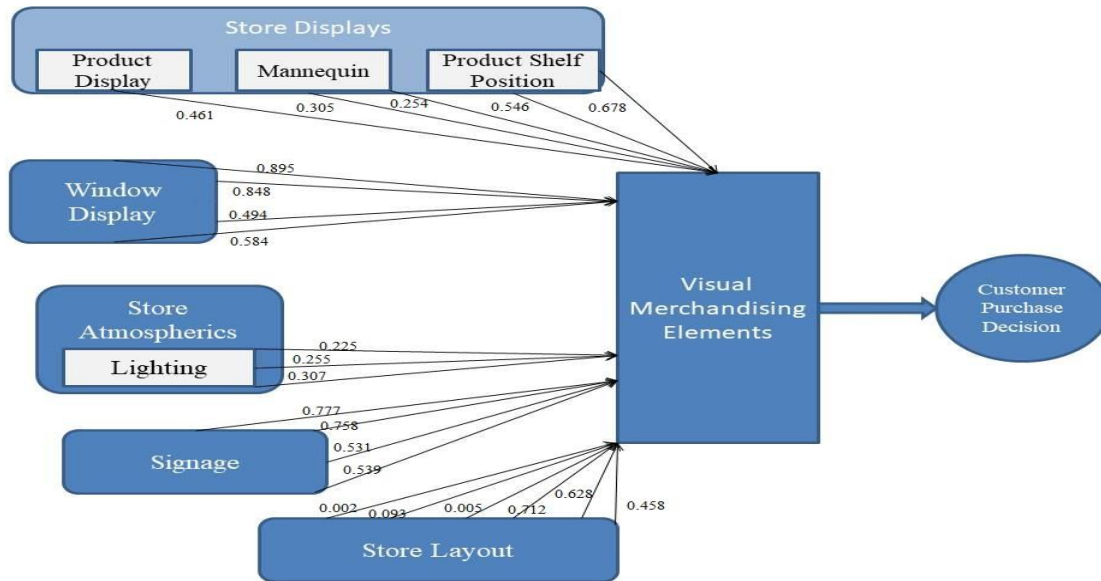 Store Displays
Product
Display
Mannequin
Product Shelf
Position
0.461
0.305
0.254
0.546
0.678
Window
Display
0.895
0.848
0.494
0.584
Store
Atmospherics
Lighting
0.225
0.255
0.307
Signage
0.777
0.758
0.531
0.539
Store Layout
0.002
0.093
0.005
0.712
0.628
0.458
Visual
Merchandising
Elements
Customer
Purchase
Decision